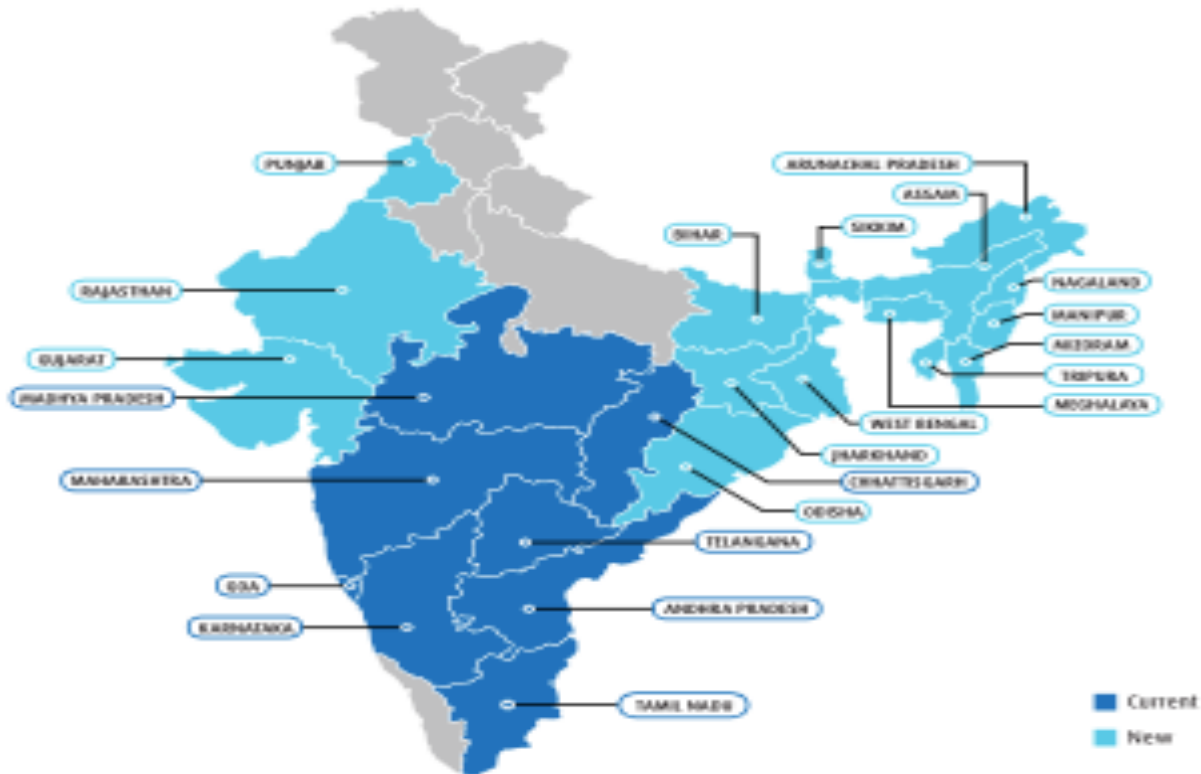 PUNJAB
ARUNACHAL PRADESH
ASSAM
SIKKIM
BIHAR
NAGALAND
RAJASTHAN
MANIPUR
MIZORAM
GUJARAT
TRIPURA
MADHYA PRADESH
MEGHALAYA
WEST BENGAL
JHARKHAND
MAHARASHTRA
CHHATTISGARH
ODISHA
TELANGANA
GOA
ANDHRA PRADESH
KARNATAKA
TAMIL NADU
Current
New